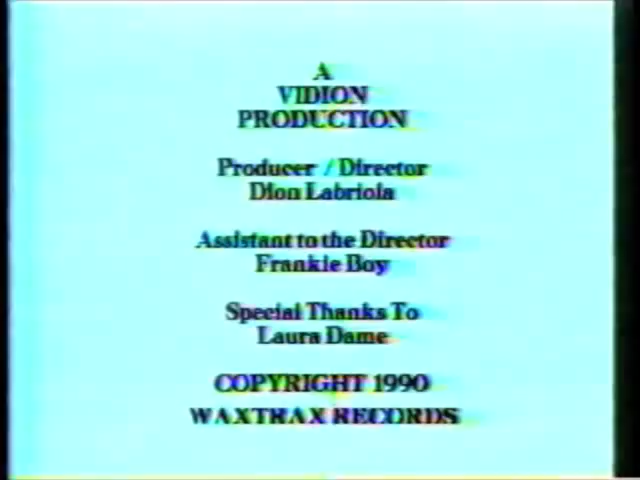 A
VIDION
PRODUCTION
Producer / Director
Dion Labriola
Assistant to the Director
Frankie Boy
Special Thanks To
Laura Dame
COPYRIGHT 1990
WAXTRAX RECORDS